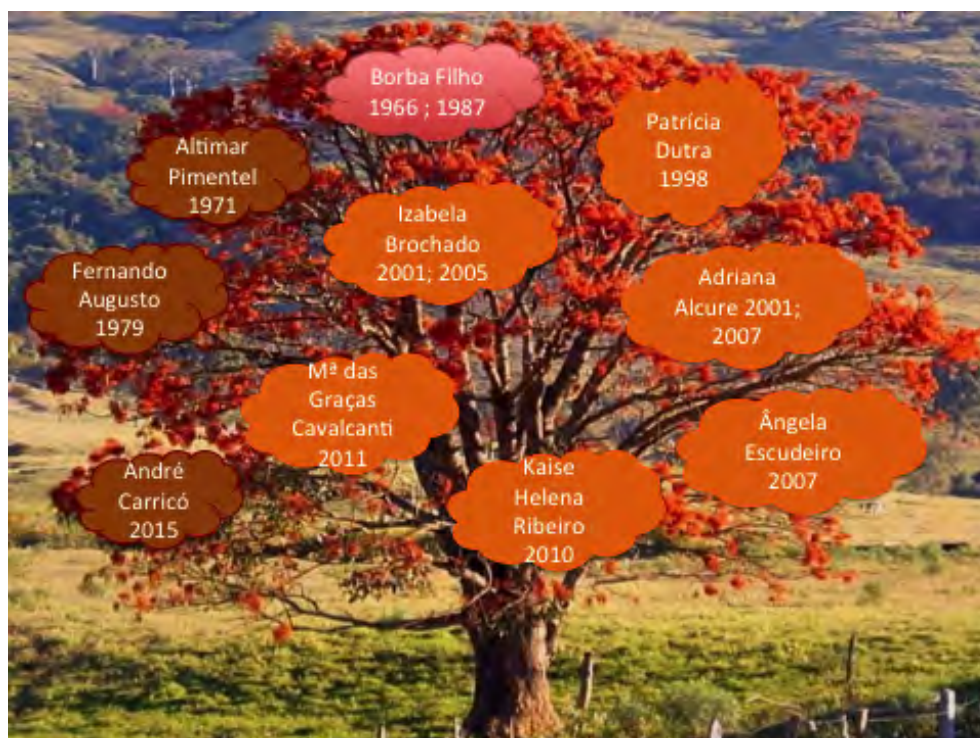 Borba Filho
1966 ; 1987
Patrícia
Dutra
1998
Altimar
Pimentel
1971
Izabela
Brochado
2001; 2005
Fernando
Augusto
1979
Adriana
Alcure 2001;
2007
Mª das
Graças
Cavalcanti
2011
Ângela
Escudeiro
2007
André
Carricó
2015
Kaise
Helena
Ribeiro
2010